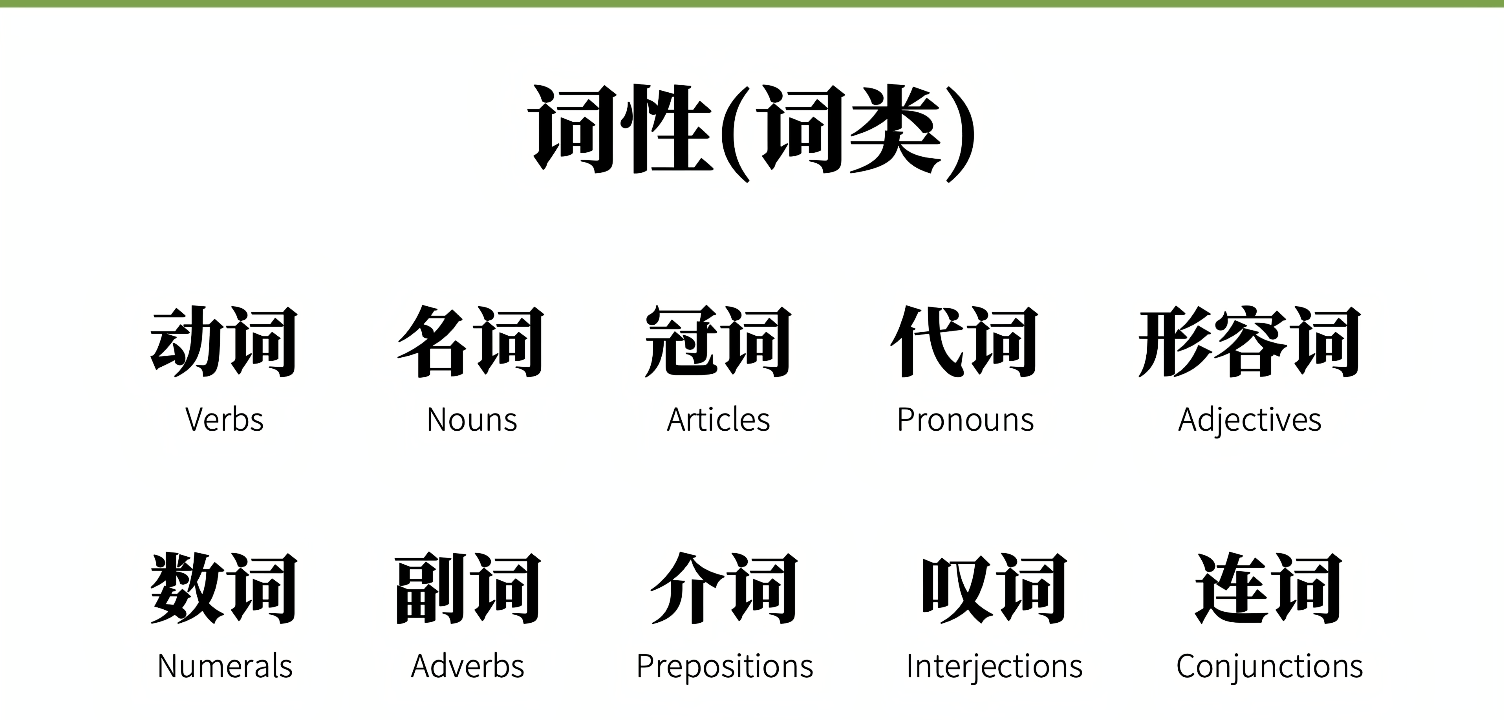 词性(词类)
动词 名词 冠词 代词 形容词
Verbs Nouns Articles Pronouns Adjectives
数词 副词 介词 叹词 连词
Numerals Adverbs Prepositions Interjections Conjunctions